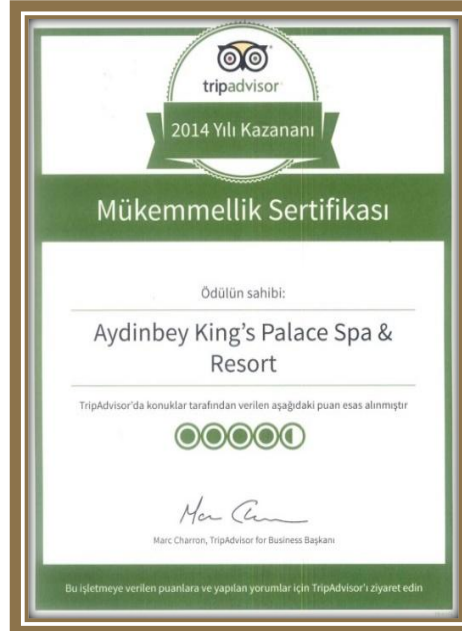 tripadvisor
2014 Yılı Kazananı
Mükemmellik Sertifikası
Ödülün sahibi:
Aydinbey King's Palace Spa &
Resort
TripAdvisor'da konuklar tarafından verilen aşağıdaki puan esas alınmıştır
Marc Charron, TripAdvisor for Business Başkanı
Bu işletmeye verilen puanlara ve yapılan yorumlar için TripAdvisor'ı ziyaret edin